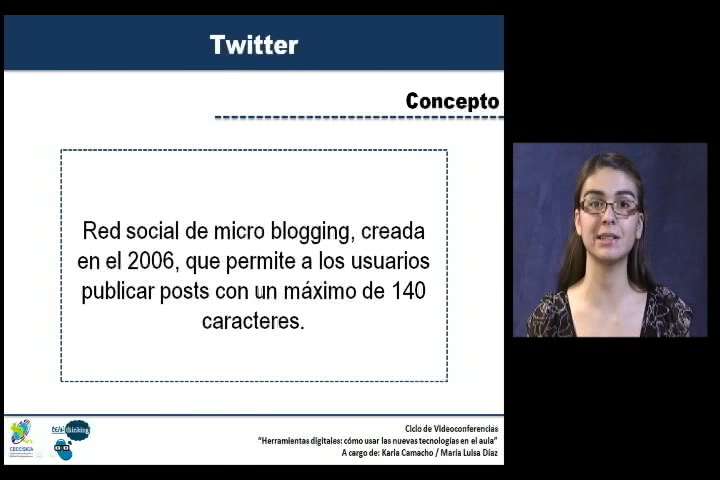 Twitter
Concepto
Red social de micro blogging, creada
en el 2006, que permite a los usuarios
publicar posts con un máximo de 140
caracteres.
Ciclo de Videoconferencias
"Herramientas digitales: cómo usar las nuevas tecnologías en el aula"
A cargo de: Karla Camacho / María Luisa Díaz